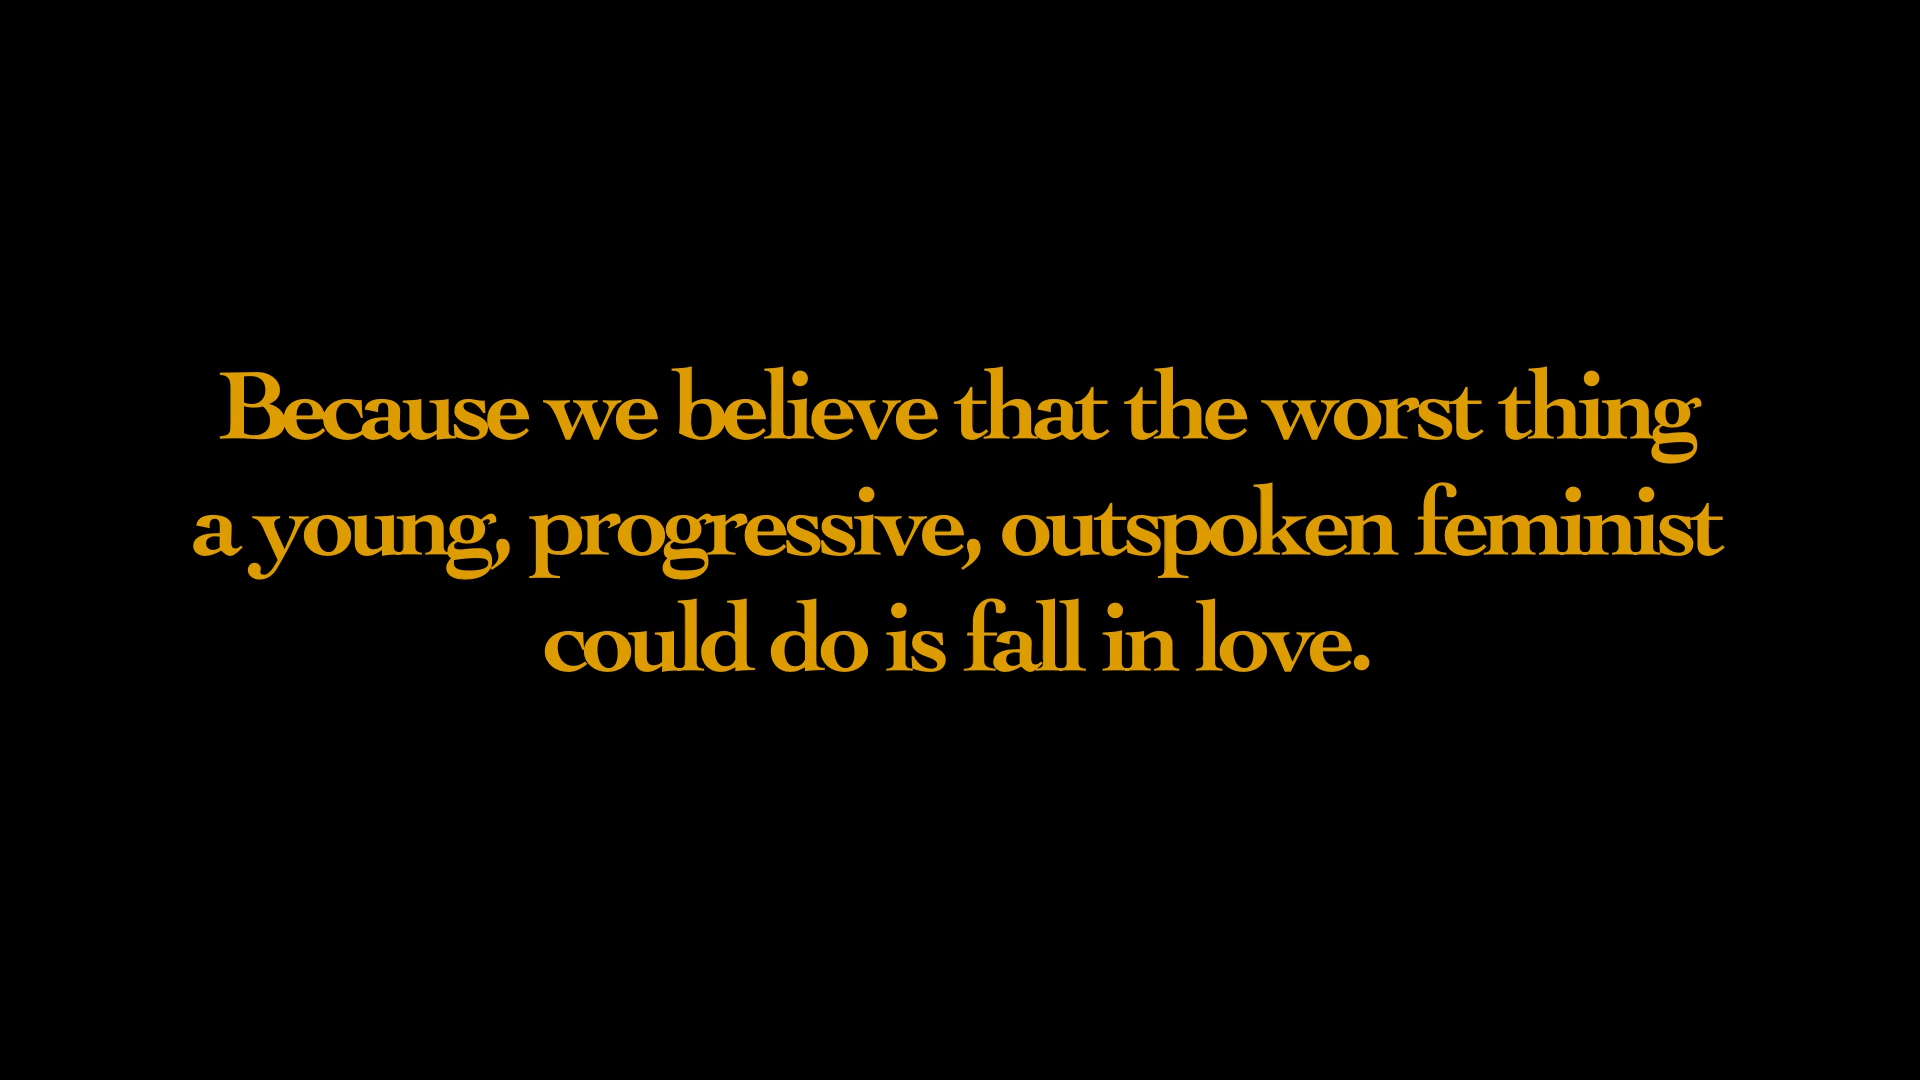 Because we believe that the worst thing
a young, progressive, outspoken feminist
could do is fall in love.